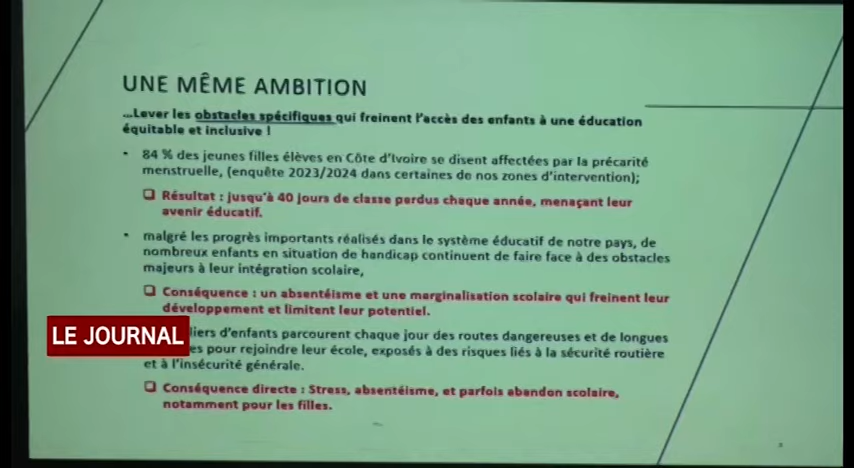 UNE MÊME AMBITION
...Lever les obstacles spécifiques qui freinent l'accès des enfants à une éducation
équitable et inclusive !
• 84 % des jeunes filles élèves en Côte d'Ivoire se disent affectées par la précarité
menstruelle, (enquête 2023/2024 dans certaines de nos zones d'intervention);
❑ Résultat : jusqu'à 40 jours de classe perdus chaque année, menaçant leur
avenir éducatif.
• malgré les progrès importants réalisés dans le système éducatif de notre pays, de
nombreux enfants en situation de handicap continuent de faire face à des obstacles
majeurs à leur intégration scolaire,
❑ Conséquence : un absentéisme et une marginalisation scolaire qui freinent leur
développement et limitent leur potentiel.
LE JOURNAL
d'enfants parcourent chaque jour des routes dangereuses et de longues
pour rejoindre leur école, exposés à des risques liés à la sécurité routière
et à l'insécurité générale.
❑ Conséquence directe : Stress, absentéisme, et parfois abandon scolaire,
notamment pour les filles.